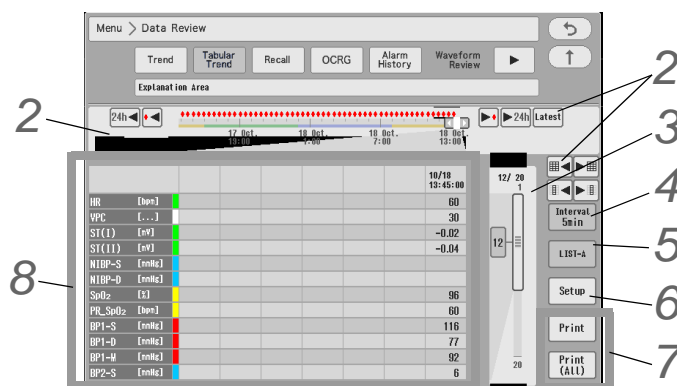 Menu > Data Review
Trend Tabular Trend Recall OCRG Alarm History Waveform Review
Explanation Area
24h Latest 24h
2
2
17 Oct. 19:00 18 Oct. 1:00 18 Oct. 7:00 18 Oct. 13:00
3
10/18 13:45:00
12/ 20
1
HR [bpm] 60
VPC [...] 30
ST(I) [mV] -0.02
ST(II) [mV] -0.04
NIBP-S [mmHg]
NIBP-D [mmHg]
SpO₂ [%] 96
PR_SpO₂ [bpm] 60
BP1-S [mmHg] 116
BP1-D [mmHg] 77
BP1-M [mmHg] 92
BP2-S [mmHg] 6
12
20
Interval 5min
4
LIST-A
5
Setup
6
Print
Print (All)
7
8